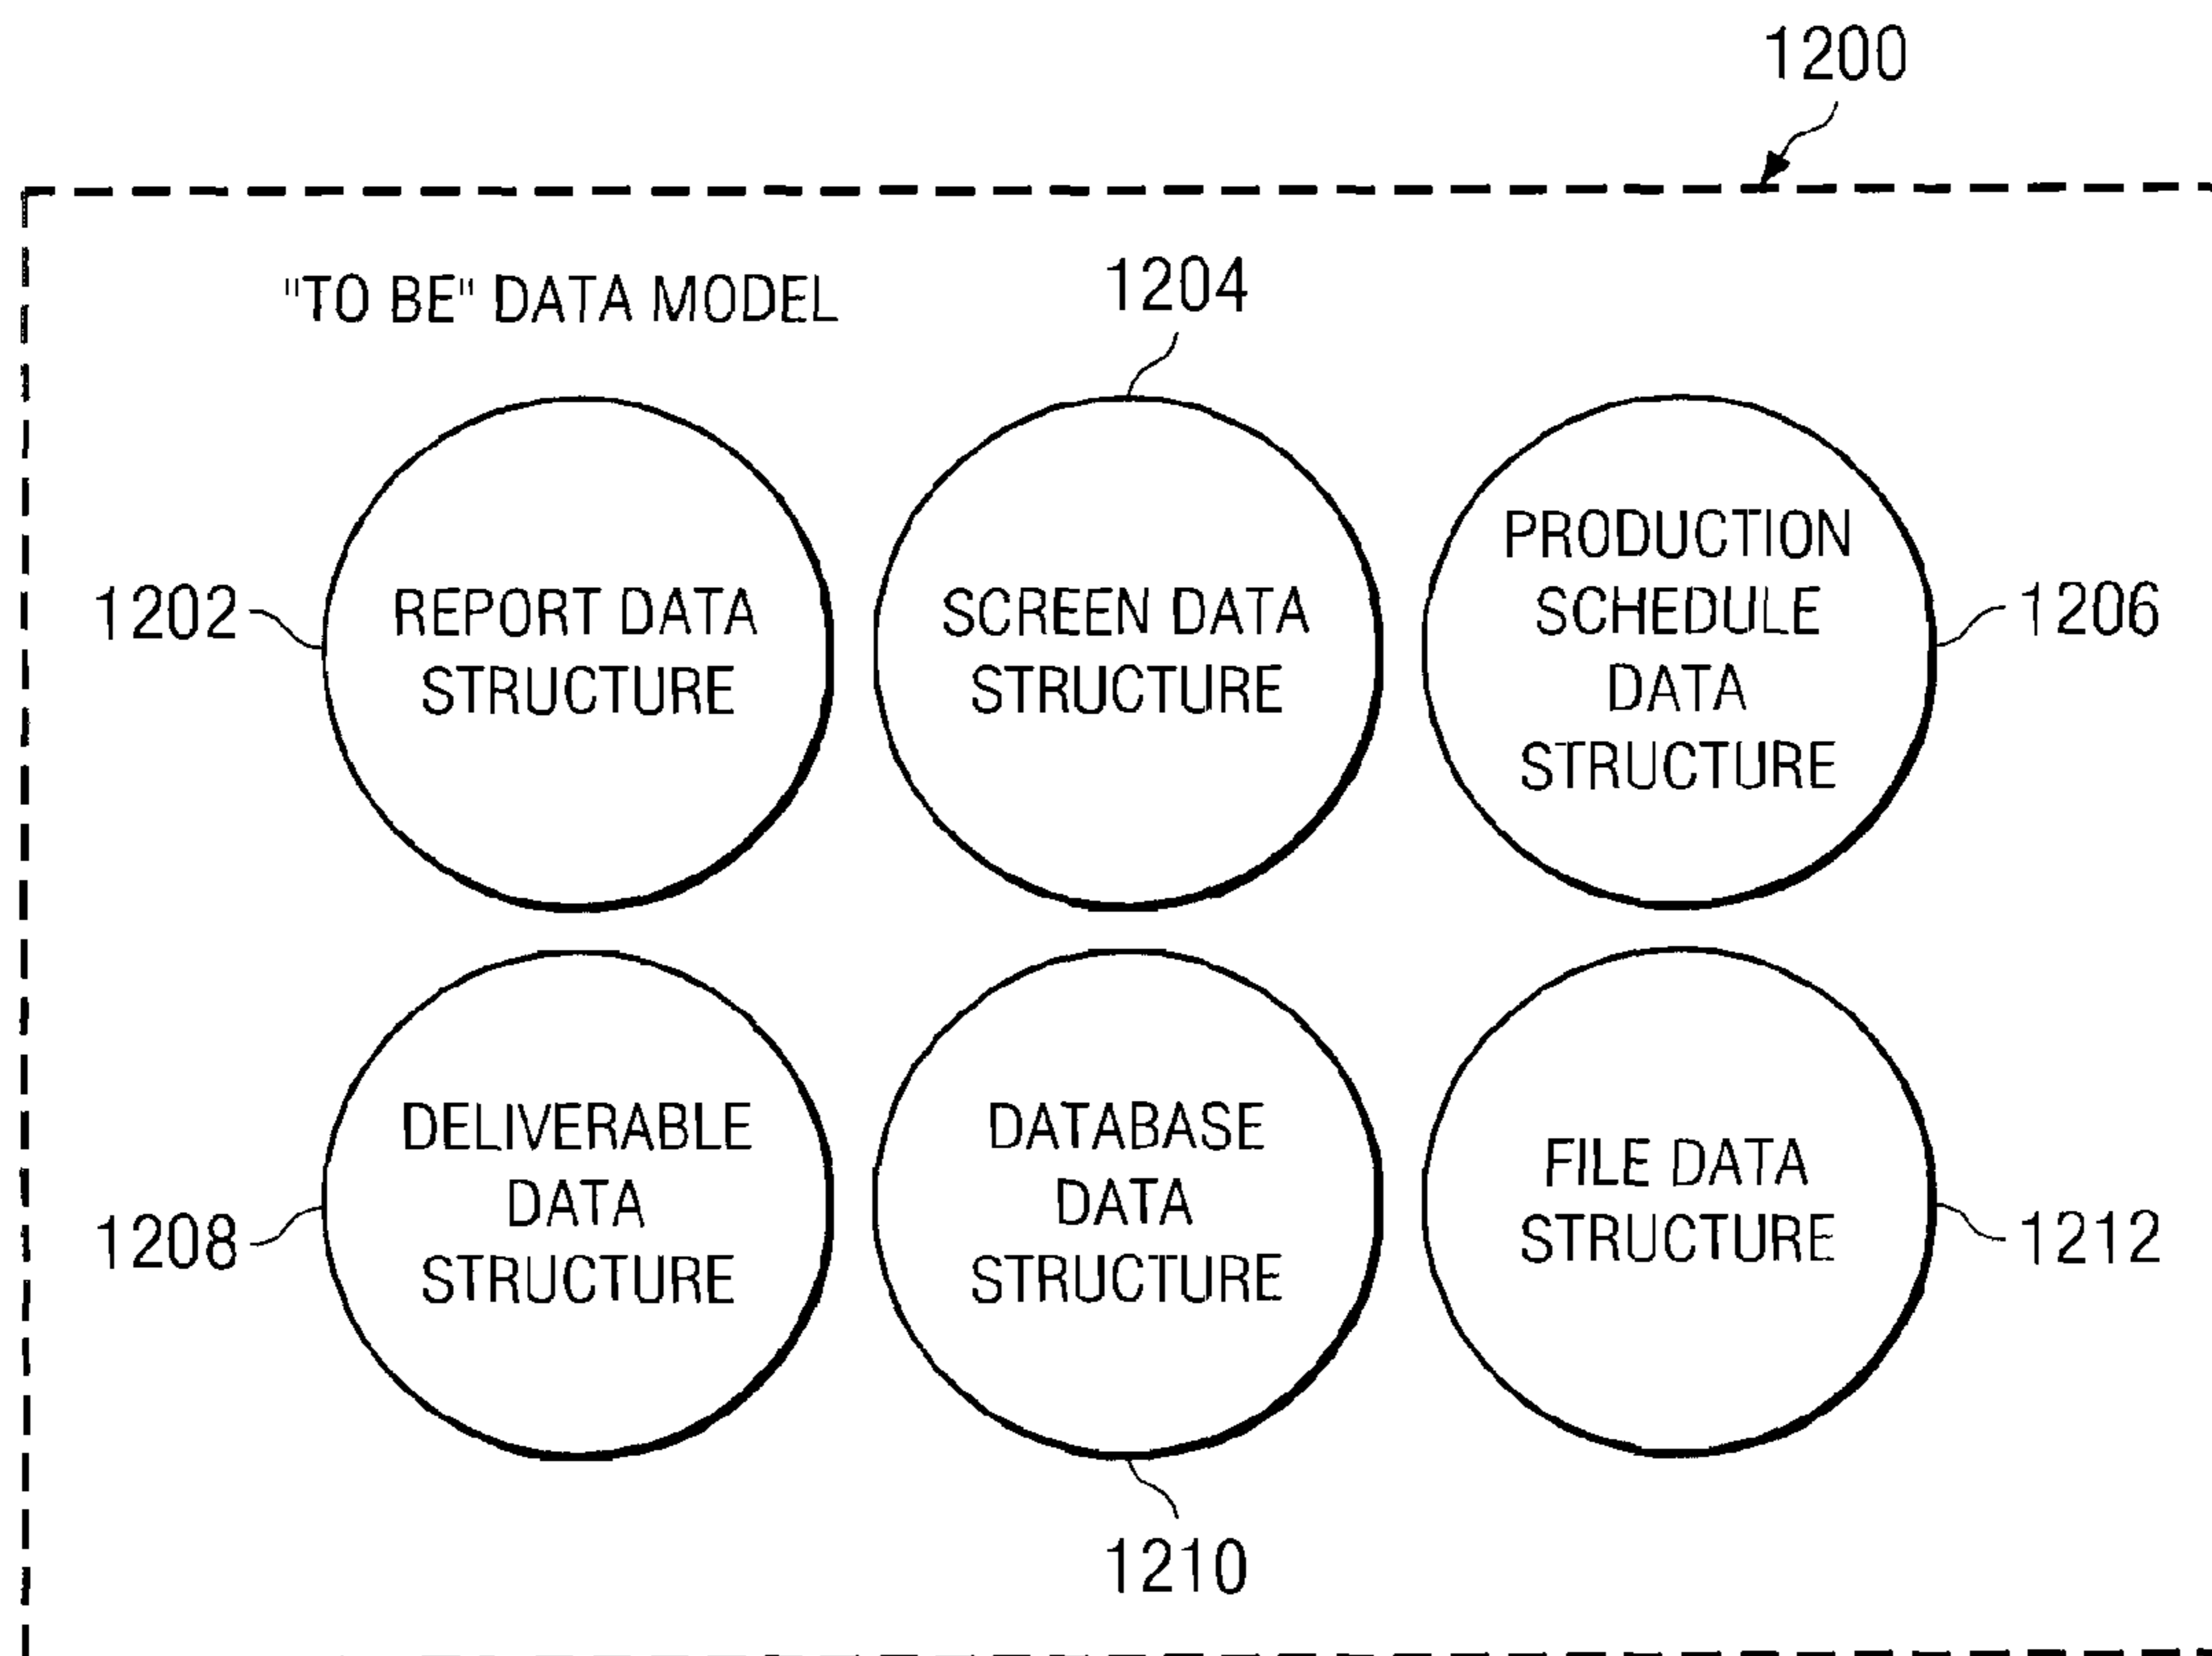 1200
"TO BE" DATA MODEL
1204
1202
REPORT DATA
STRUCTURE
SCREEN DATA
STRUCTURE
PRODUCTION
SCHEDULE
DATA
STRUCTURE
1206
1208
DELIVERABLE
DATA
STRUCTURE
DATABASE
DATA
STRUCTURE
FILE DATA
STRUCTURE
1212
1210